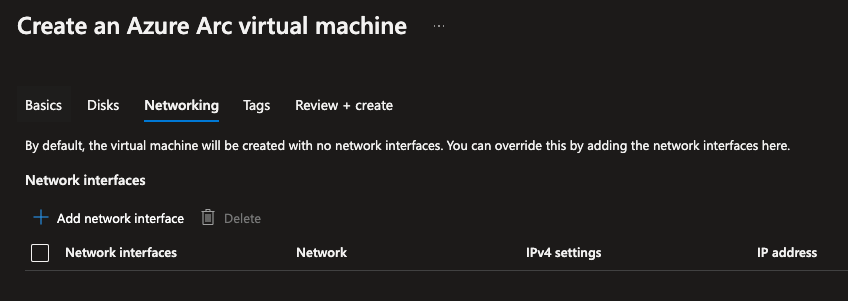 Create an Azure Arc virtual machine ...
Basics Disks Networking Tags Review + create
By default, the virtual machine will be created with no network interfaces. You can override this by adding the network interfaces here.
Network interfaces
+ Add network interface Delete
Network interfaces Network IPv4 settings IP address